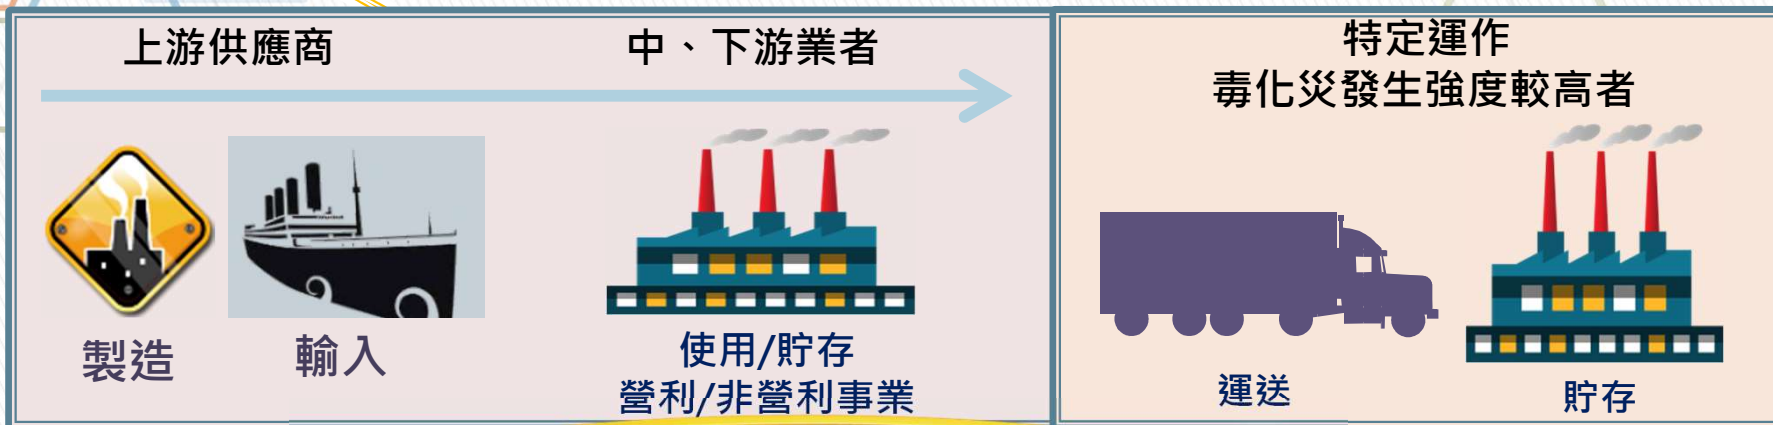 上游供應商
中、下游業者
製造
輸入
使用/貯存
營利/非營利事業
特定運作
毒化災發生強度較高者
運送
貯存